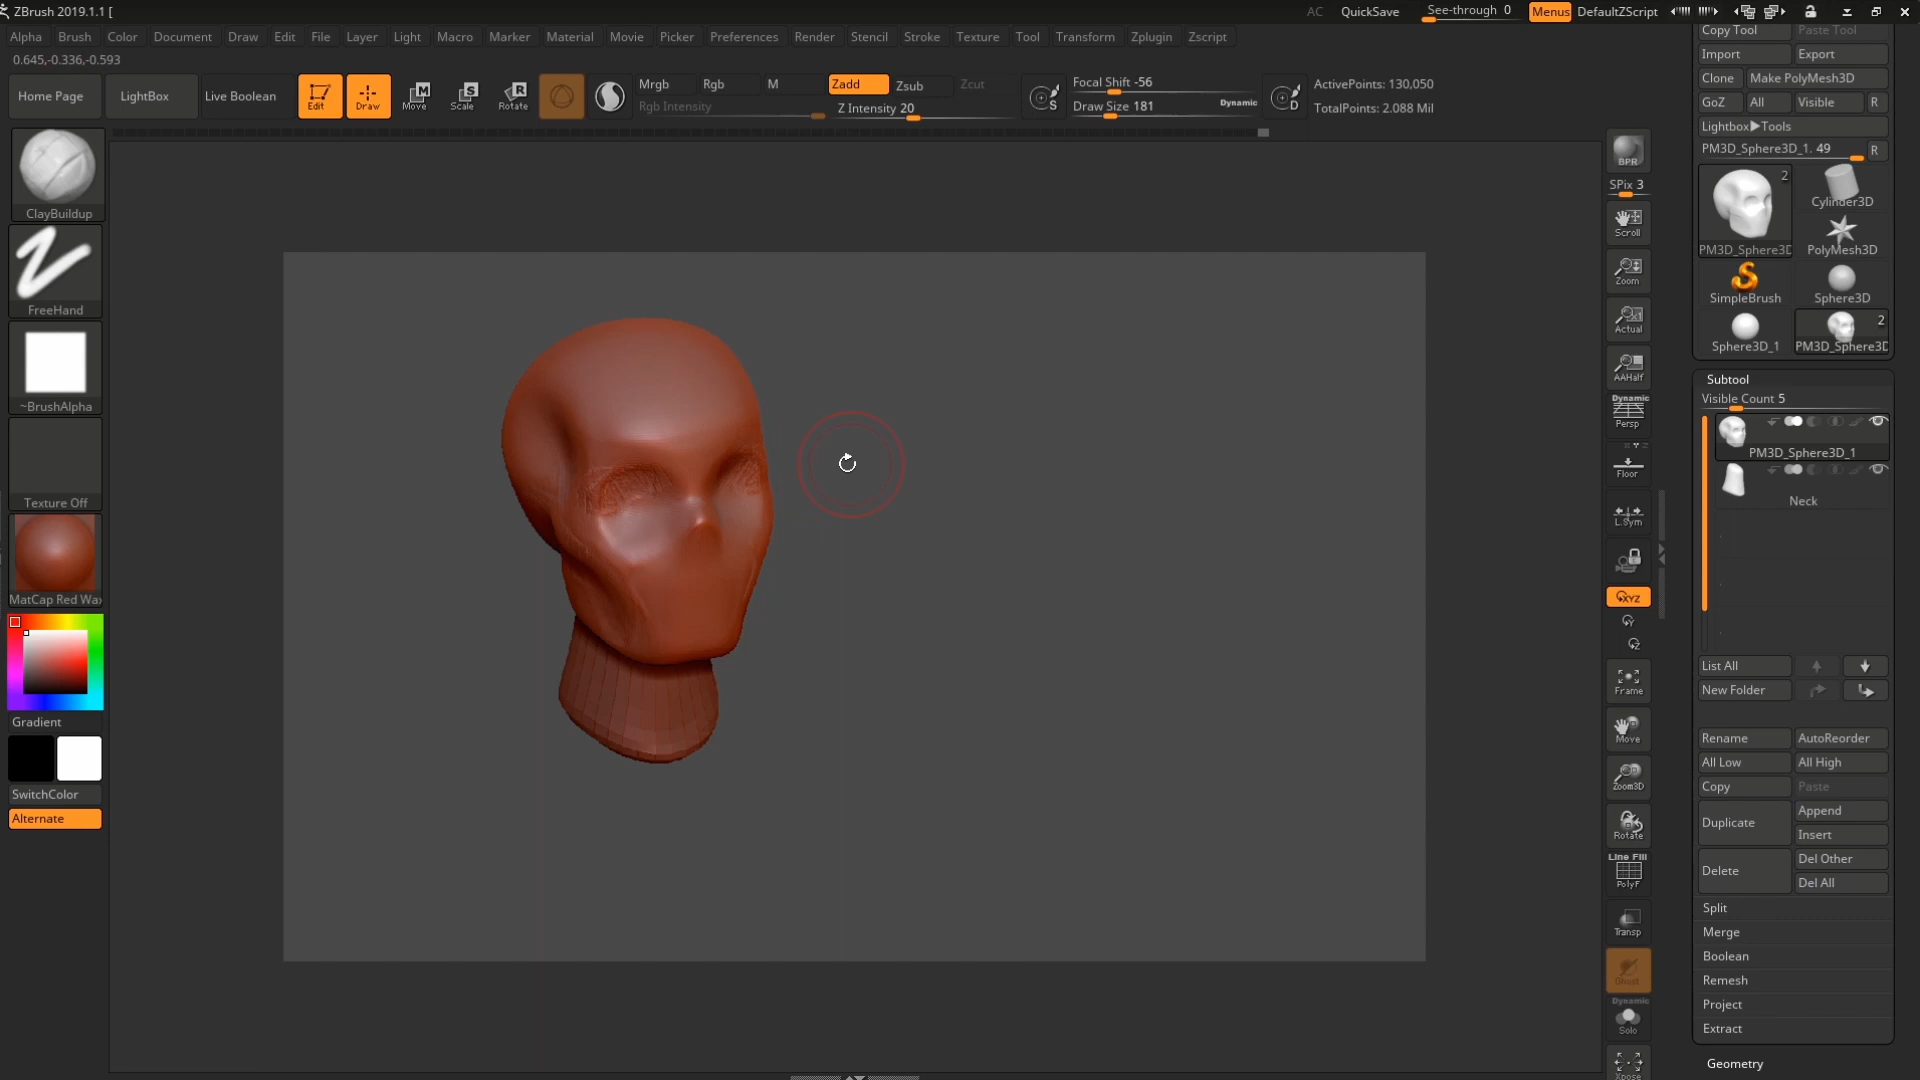 ZBrush 2019.1.1 [
AC QuickSave See-through 0 Menus DefaultZScript
Alpha Brush Color Document Draw Edit File Layer Light Macro Marker Material Movie Picker Preferences Render Stencil Stroke Texture Tool Transform Zplugin Zscript
0.645,-0.336,-0.593
Home Page LightBox Live Boolean Edit Draw Move Scale Rotate
Mrgb Rgb M Zadd Zsub Zcut
Rgb Intensity Z Intensity 20
Focal Shift -56
Draw Size 181 Dynamic
ActivePoints: 130,050
TotalPoints: 2.088 Mil
ClayBuildup
FreeHand
~BrushAlpha
Texture Off
MatCap Red Wax
Gradient
SwitchColor
Alternate
BPR
SPix 3
Scroll
Zoom
Actual
AAHalf
Dynamic
Persp
Floor
L.Sym
XYZ
Y
Z
Frame
Move
Zoom3D
Rotate
Line Fill
PolyF
Transp
Ghost
Dynamic
Solo
Xpose
Copy Tool Paste Tool
Import Export
Clone Make PolyMesh3D
GoZ All Visible R
Lightbox▶Tools
PM3D_Sphere3D_1. 49 R
2
PM3D_Sphere3D
Cylinder3D
PolyMesh3D
SimpleBrush Sphere3D
2
Sphere3D_1 PM3D_Sphere3D
Subtool
Visible Count 5
PM3D_Sphere3D_1
Neck
List All
New Folder
Rename AutoReorder
All Low All High
Copy Paste
Duplicate Append
Insert
Delete Del Other
Del All
Split
Merge
Boolean
Remesh
Project
Extract
Geometry